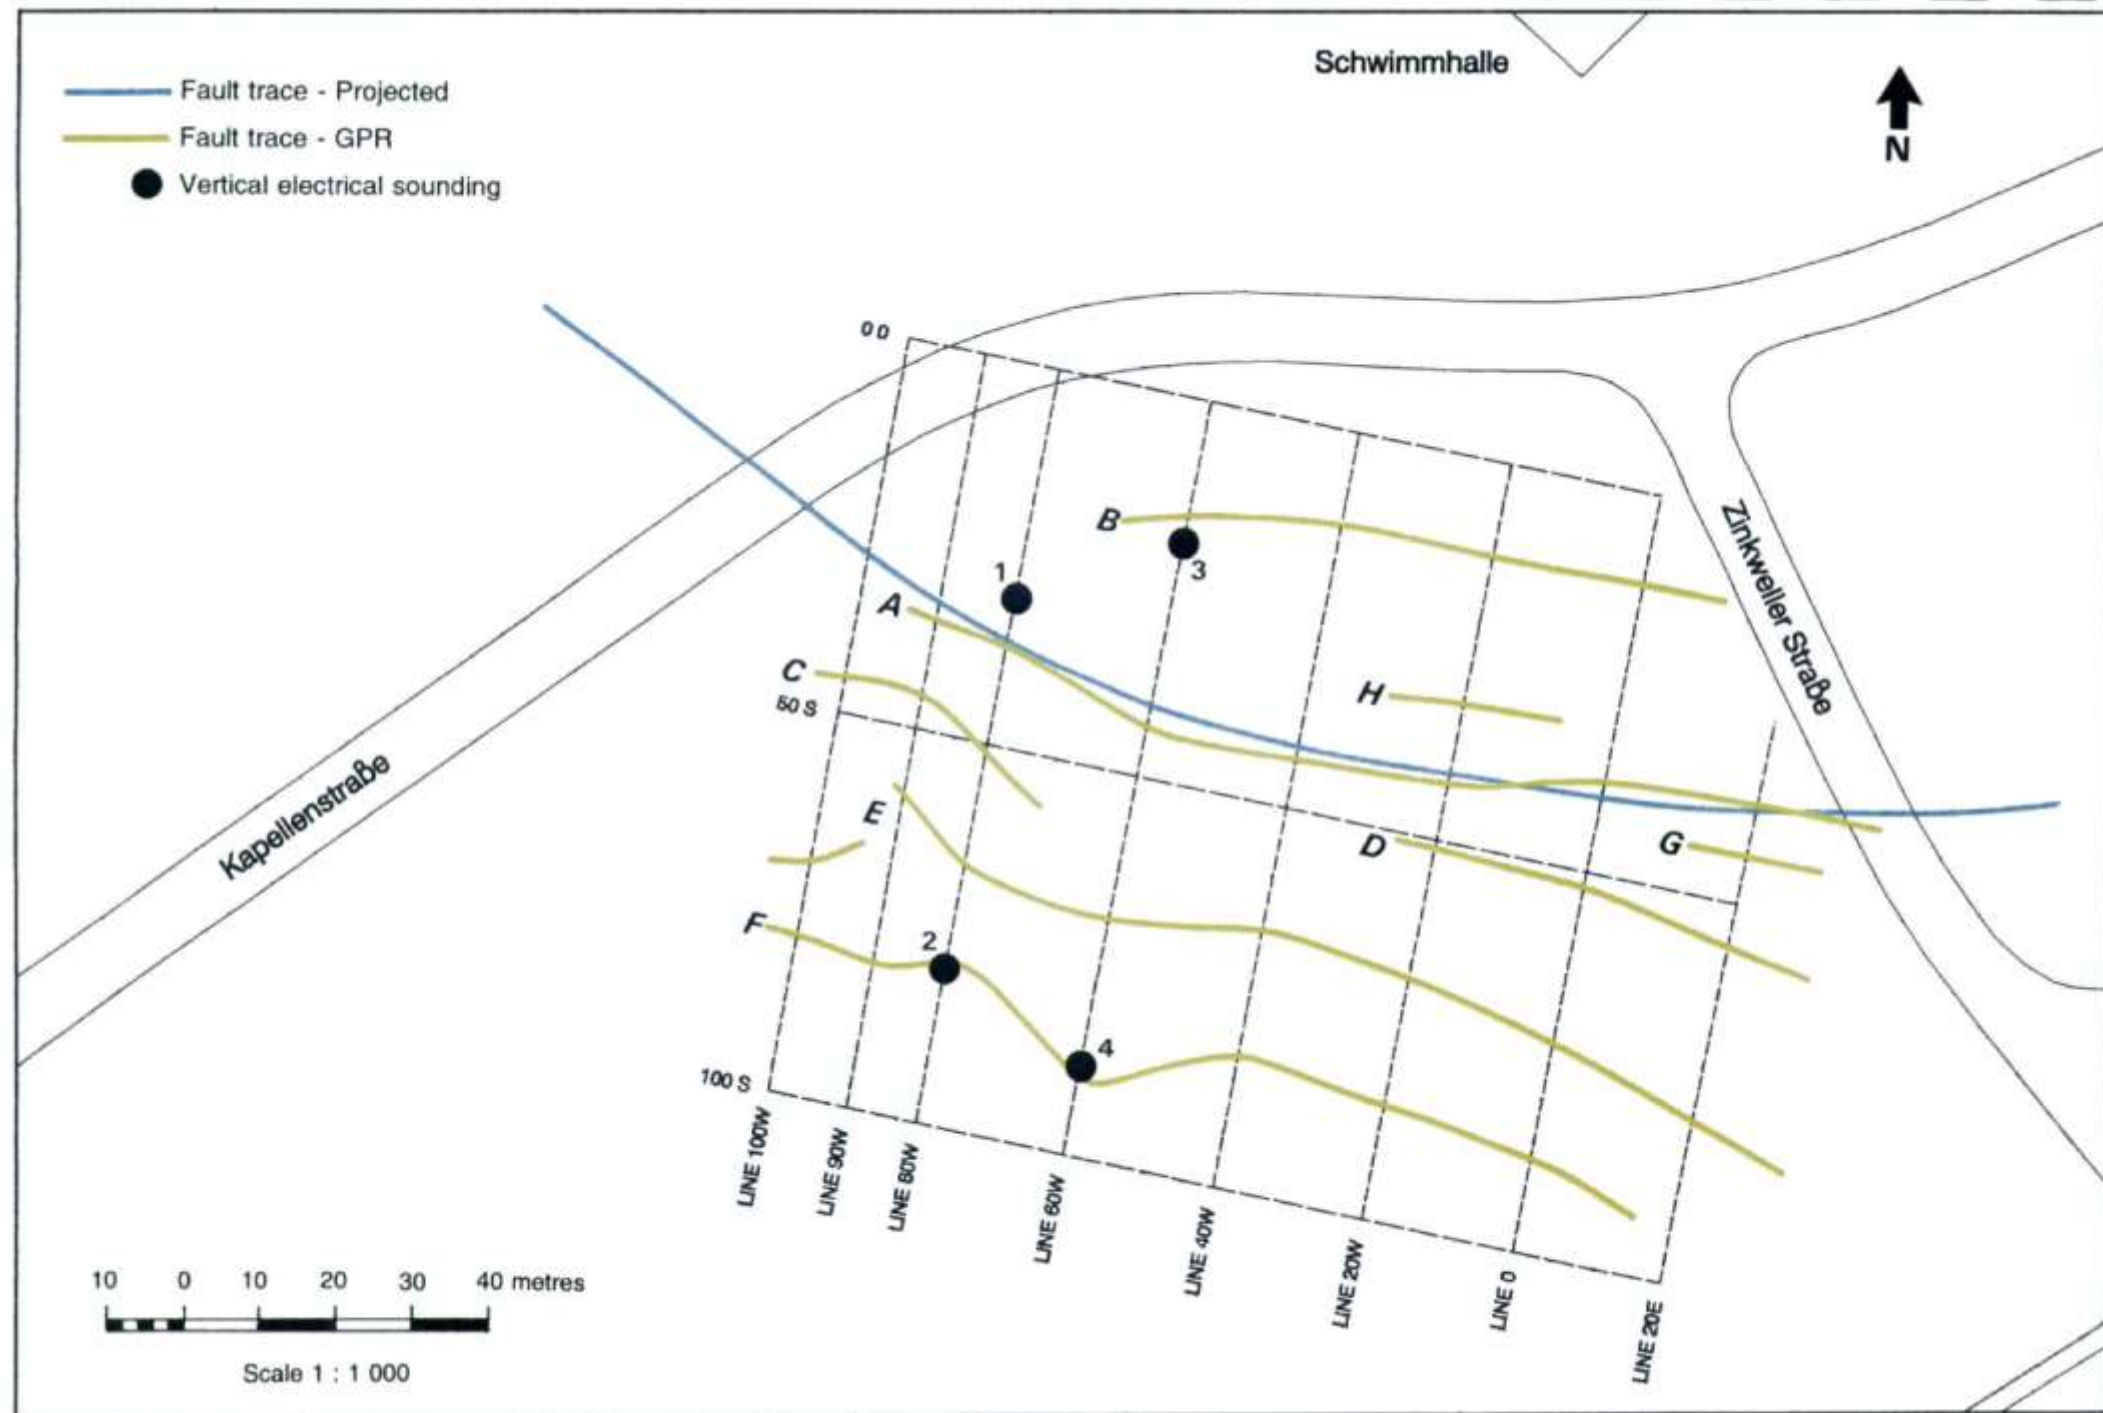 Schwimmhalle
Fault trace - Projected
Fault trace - GPR
Vertical electrical sounding
N
0 0
B
3
1
A
Zinkweller Straße
C
H
50 S
Kapellenstraße
E
D
G
F
2
4
100 S
LINE 100W
LINE 90W
LINE 80W
LINE 60W
LINE 40W
LINE 20W
LINE 0
LINE 20E
10 0 10 20 30 40 metres
Scale 1 : 1 000